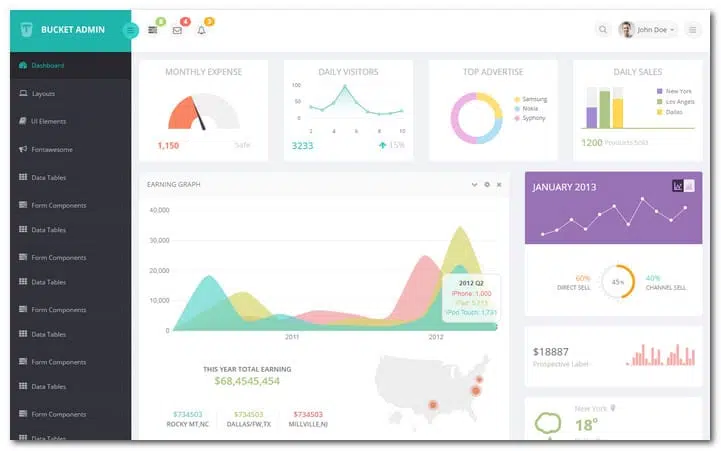 BUCKET ADMIN
8
4
3
John Doe
Dashboard
Layouts
UI Elements
Fontawesome
Data Tables
Form Components
Data Tables
Form Components
Data Tables
Form Components
Data Tables
Form Components
Data Tables
Form Components
Data Tables
MONTHLY EXPENSE
1,150
Safe
DAILY VISITORS
100
50
0
2 4 6 8 10
3233
15%
TOP ADVERTISE
Samsung
Nokia
Syphony
DAILY SALES
New York
Los Angels
Dallas
1200 Products Sold
EARNING GRAPH
40,000
30,000
20,000
10,000
0
2011
2012
2012 Q2
iPhone: 1,000
iPad: 5,713
iPod Touch: 1,731
THIS YEAR TOTAL EARNING
$68,4545,454
$734503
ROCKY MT,NC
$734503
DALLAS/FW,TX
$734503
MILLVILLE,NJ
JANUARY 2013
60%
DIRECT SELL
45%
40%
CHANNEL SELL
$18887
Prospective Label
New York
18°